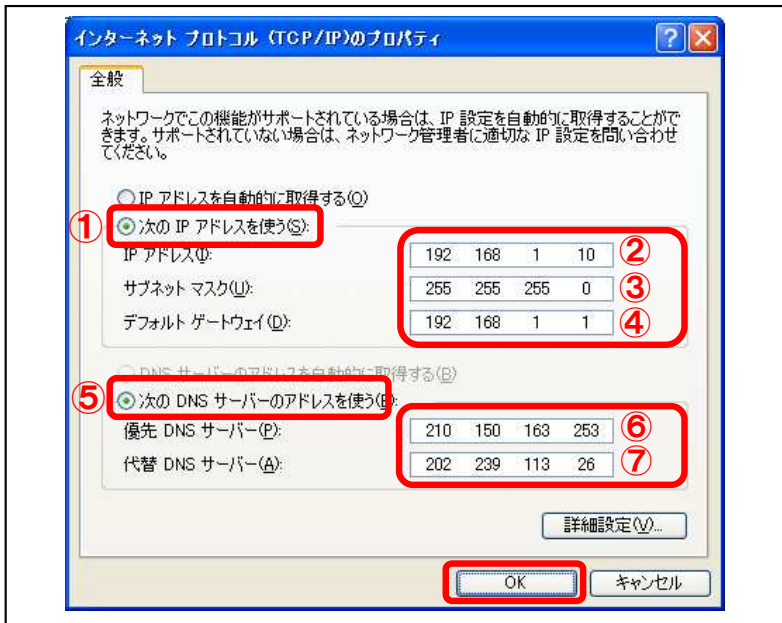 インターネット プロトコル (TCP/IP)のプロパティ
全般
ネットワークでこの機能がサポートされている場合は、IP 設定を自動的に取得することがで
きます。サポートされていない場合は、ネットワーク管理者に適切な IP 設定を問い合わせ
てください。
IP アドレスを自動的に取得する(O)
① 次の IP アドレスを使う(S):
IP アドレス(I): 192 168 1 10 ②
サブネット マスク(U): 255 255 255 0 ③
デフォルト ゲートウェイ(D): 192 168 1 1 ④
DNS サーバーのアドレスを自動的に取得する(B)
⑤ 次の DNS サーバーのアドレスを使う(E):
優先 DNS サーバー(P): 210 150 163 253 ⑥
代替 DNS サーバー(A): 202 239 113 26 ⑦
詳細設定(V)...
OK キャンセル